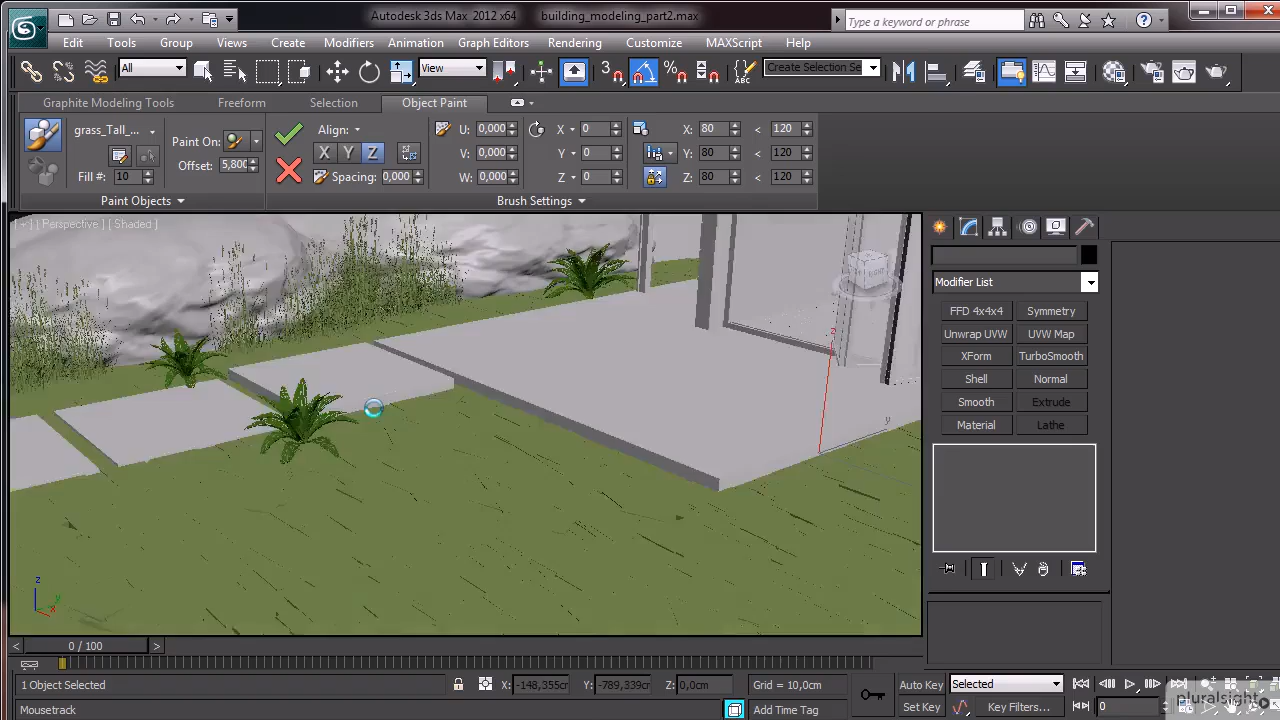 Autodesk 3ds Max 2012 x64 building_modeling_part2.max
Type a keyword or phrase
Edit Tools Group Views Create Modifiers Animation Graph Editors Rendering Customize MAXScript Help
All View Create Selection Se
Graphite Modeling Tools Freeform Selection Object Paint
grass_Tall_... Paint On: Align: U: 0,000 X 0 X: 80 < 120
X Y Z V: 0,000 Y 0 Y: 80 < 120
Offset: 5,800
Fill #: 10 Spacing: 0,000 W: 0,000 Z 0 Z: 80 < 120
Paint Objects Brush Settings
[ + ] [ Perspective ] [ Shaded ]
Modifier List
FFD 4x4x4 Symmetry
Unwrap UVW UVW Map
XForm TurboSmooth
Shell Normal
Smooth Extrude
Material Lathe
z
y
z
y
x
< 0 / 100 >
1 Object Selected X: -148,355cr Y: -789,339cr Z: 0,0cm Grid = 10,0cm Auto Key Selected
Mousetrack Add Time Tag Set Key Key Filters... 0
pluralsight